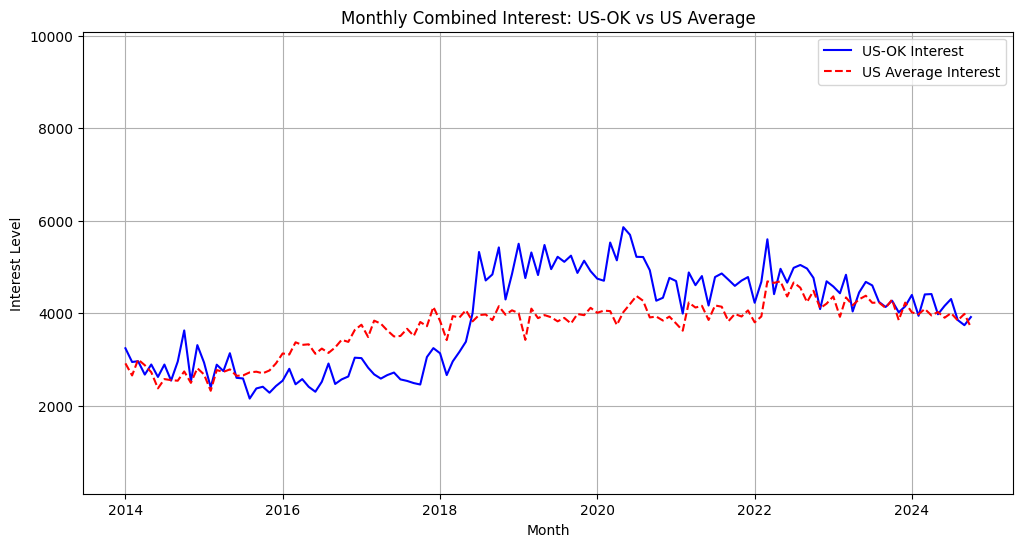 Monthly Combined Interest: US-OK vs US Average
10000
8000
6000
4000
2000
Interest Level
US-OK Interest
US Average Interest
2014
2016
2018
2020
2022
2024
Month